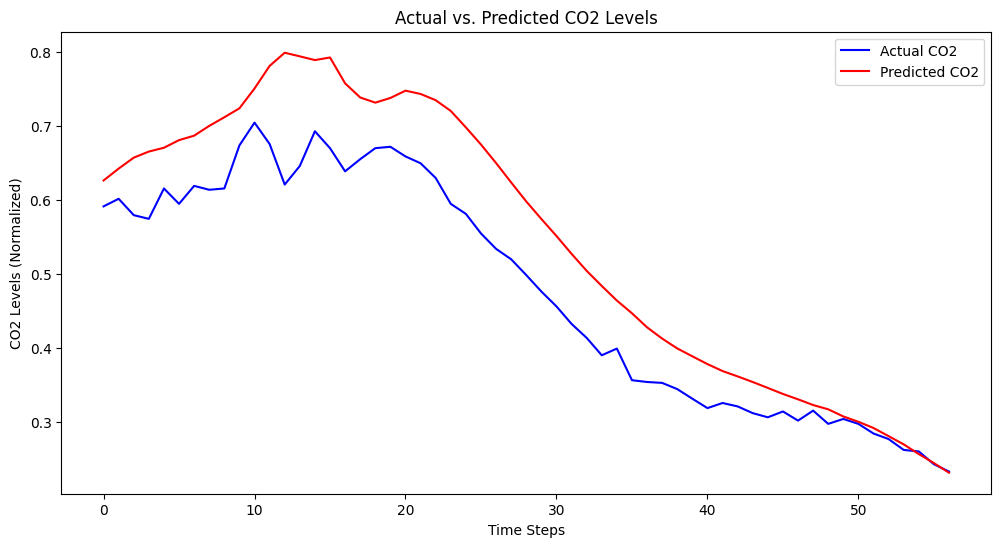 Actual vs. Predicted CO2 Levels
Actual CO2
Predicted CO2
CO2 Levels (Normalized)
0.8
0.7
0.6
0.5
0.4
0.3
0 10 20 30 40 50
Time Steps